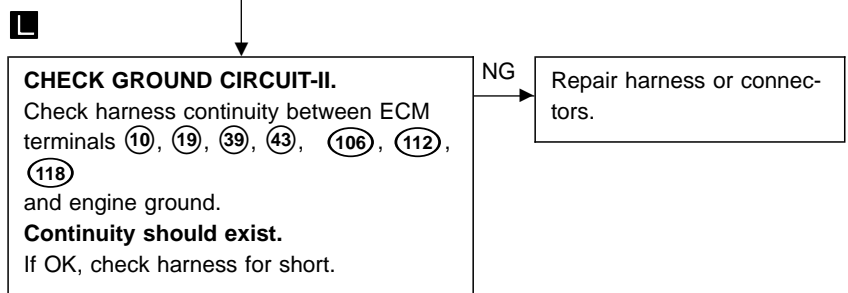 L
CHECK GROUND CIRCUIT-II.
Check harness continuity between ECM
terminals 10, 19, 39, 43, 106, 112,
118
and engine ground.
Continuity should exist.
If OK, check harness for short.
NG
Repair harness or connec-
tors.